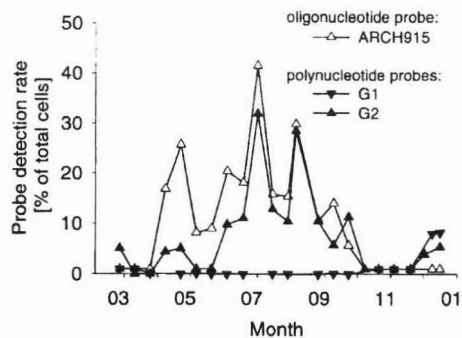 oligonucleotide probe:
ARCH915
polynucleotide probes:
G1
G2
Probe detection rate
[% of total cells]
50
40
30
20
10
0
03 05 07 09 11 01
Month